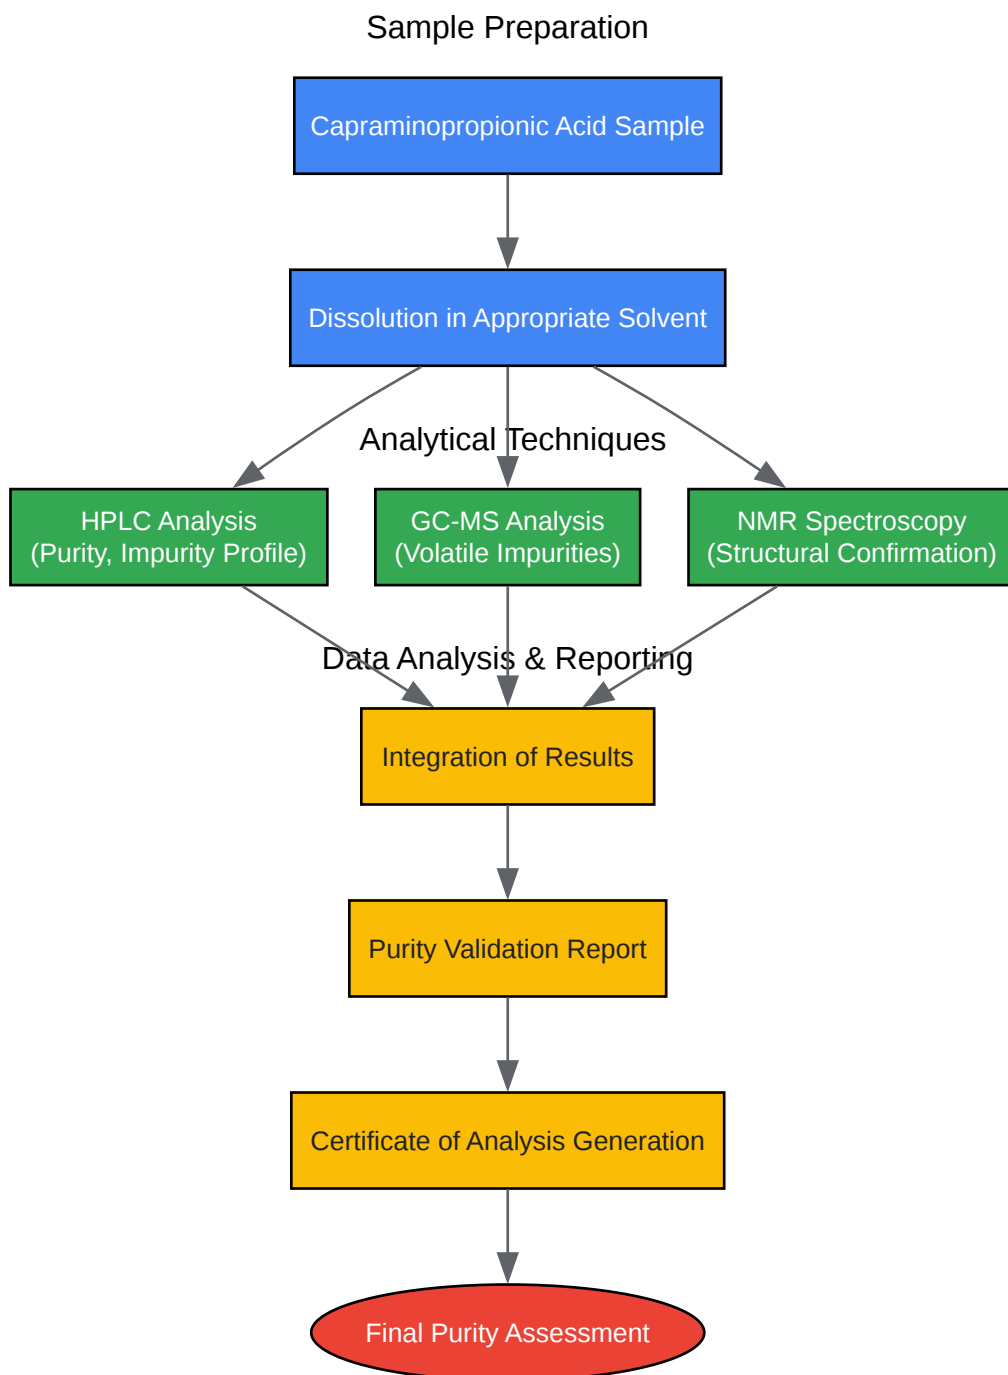 Sample Preparation
Capraminopropionic Acid Sample
Dissolution in Appropriate Solvent
Analytical Techniques
HPLC Analysis
(Purity, Impurity Profile)
GC-MS Analysis
(Volatile Impurities)
NMR Spectroscopy
(Structural Confirmation)
Data Analysis & Reporting
Integration of Results
Purity Validation Report
Certificate of Analysis Generation
Final Purity Assessment